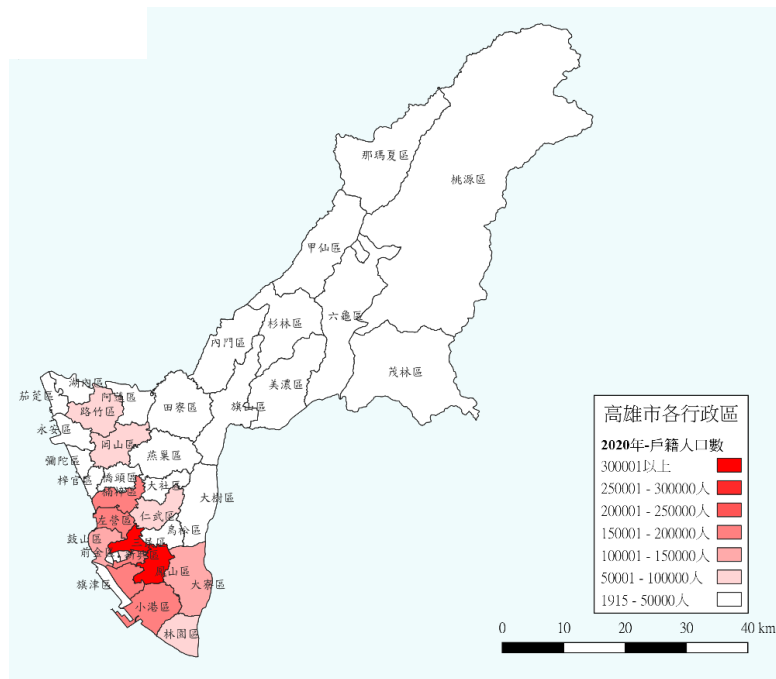 那瑪夏區
桃源區
甲仙區
六龜區
杉林區
內門區
茂林區
美濃區
湖內區
茄萣區
阿蓮區
路竹區
田寮區
旗山區
永安區
岡山區
燕巢區
彌陀區
梓官區
橋頭區
大社區
楠梓區
大樹區
左營區
仁武區
鳥松區
鼓山區
前金區
鳳山區
大寮區
旗津區
小港區
林園區
高雄市各行政區
2020年-戶籍人口數
300001以上
250001 - 300000人
200001 - 250000人
150001 - 200000人
100001 - 150000人
50001 - 100000人
1915 - 50000人
0 10 20 30 40 km